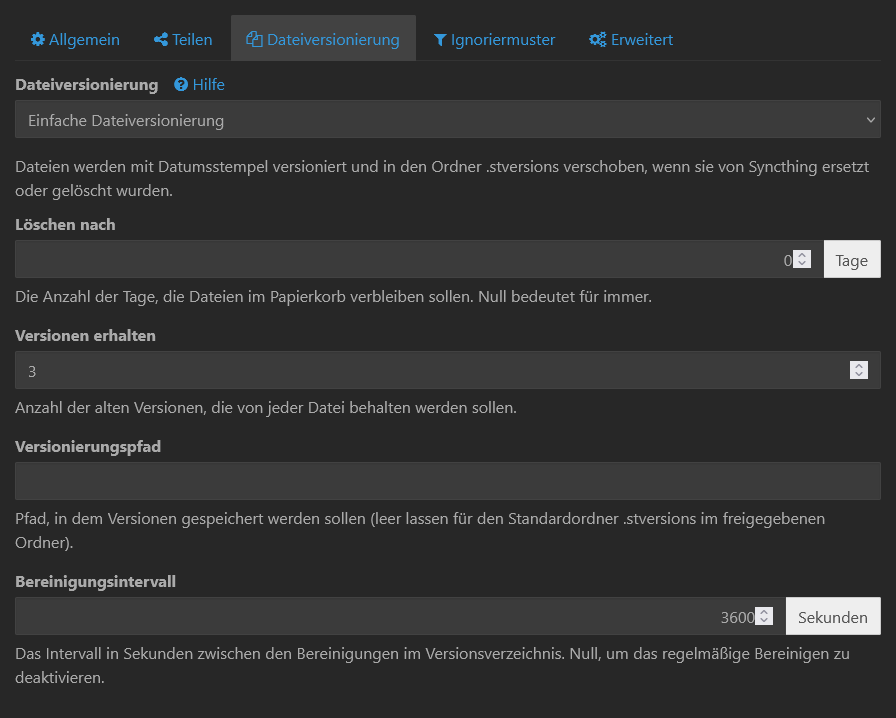 Allgemein Teilen Dateiversionierung Ignoriermuster Erweitert
Dateiversionierung Hilfe
Einfache Dateiversionierung
Dateien werden mit Datumsstempel versioniert und in den Ordner .stversions verschoben, wenn sie von Syncthing ersetzt
oder gelöscht wurden.
Löschen nach
0 Tage
Die Anzahl der Tage, die Dateien im Papierkorb verbleiben sollen. Null bedeutet für immer.
Versionen erhalten
3
Anzahl der alten Versionen, die von jeder Datei behalten werden sollen.
Versionierungspfad
Pfad, in dem Versionen gespeichert werden sollen (leer lassen für den Standardordner .stversions im freigegebenen
Ordner).
Bereinigungsintervall
3600 Sekunden
Das Intervall in Sekunden zwischen den Bereinigungen im Versionsverzeichnis. Null, um das regelmäßige Bereinigen zu
deaktivieren.